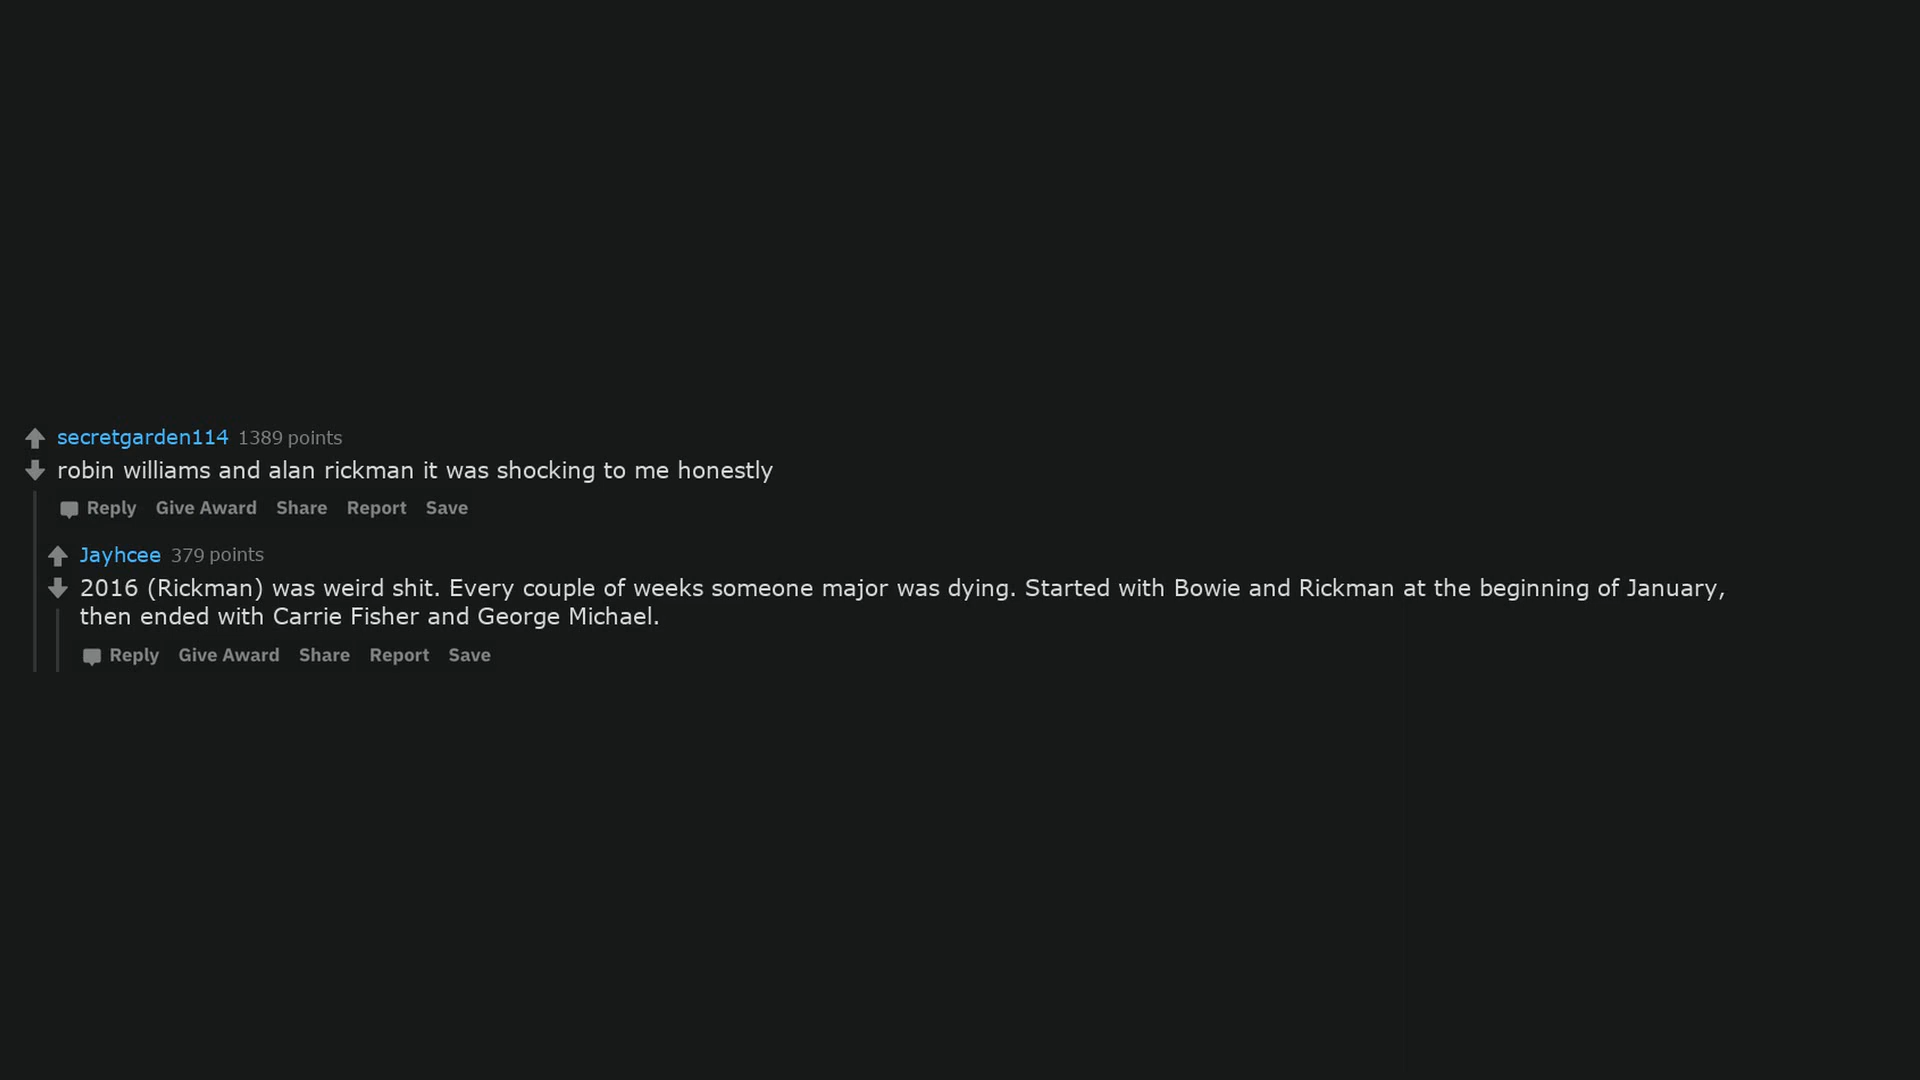 secretgarden114 1389 points
robin williams and alan rickman it was shocking to me honestly
Reply Give Award Share Report Save
Jayhcee 379 points
2016 (Rickman) was weird shit. Every couple of weeks someone major was dying. Started with Bowie and Rickman at the beginning of January,
then ended with Carrie Fisher and George Michael.
Reply Give Award Share Report Save